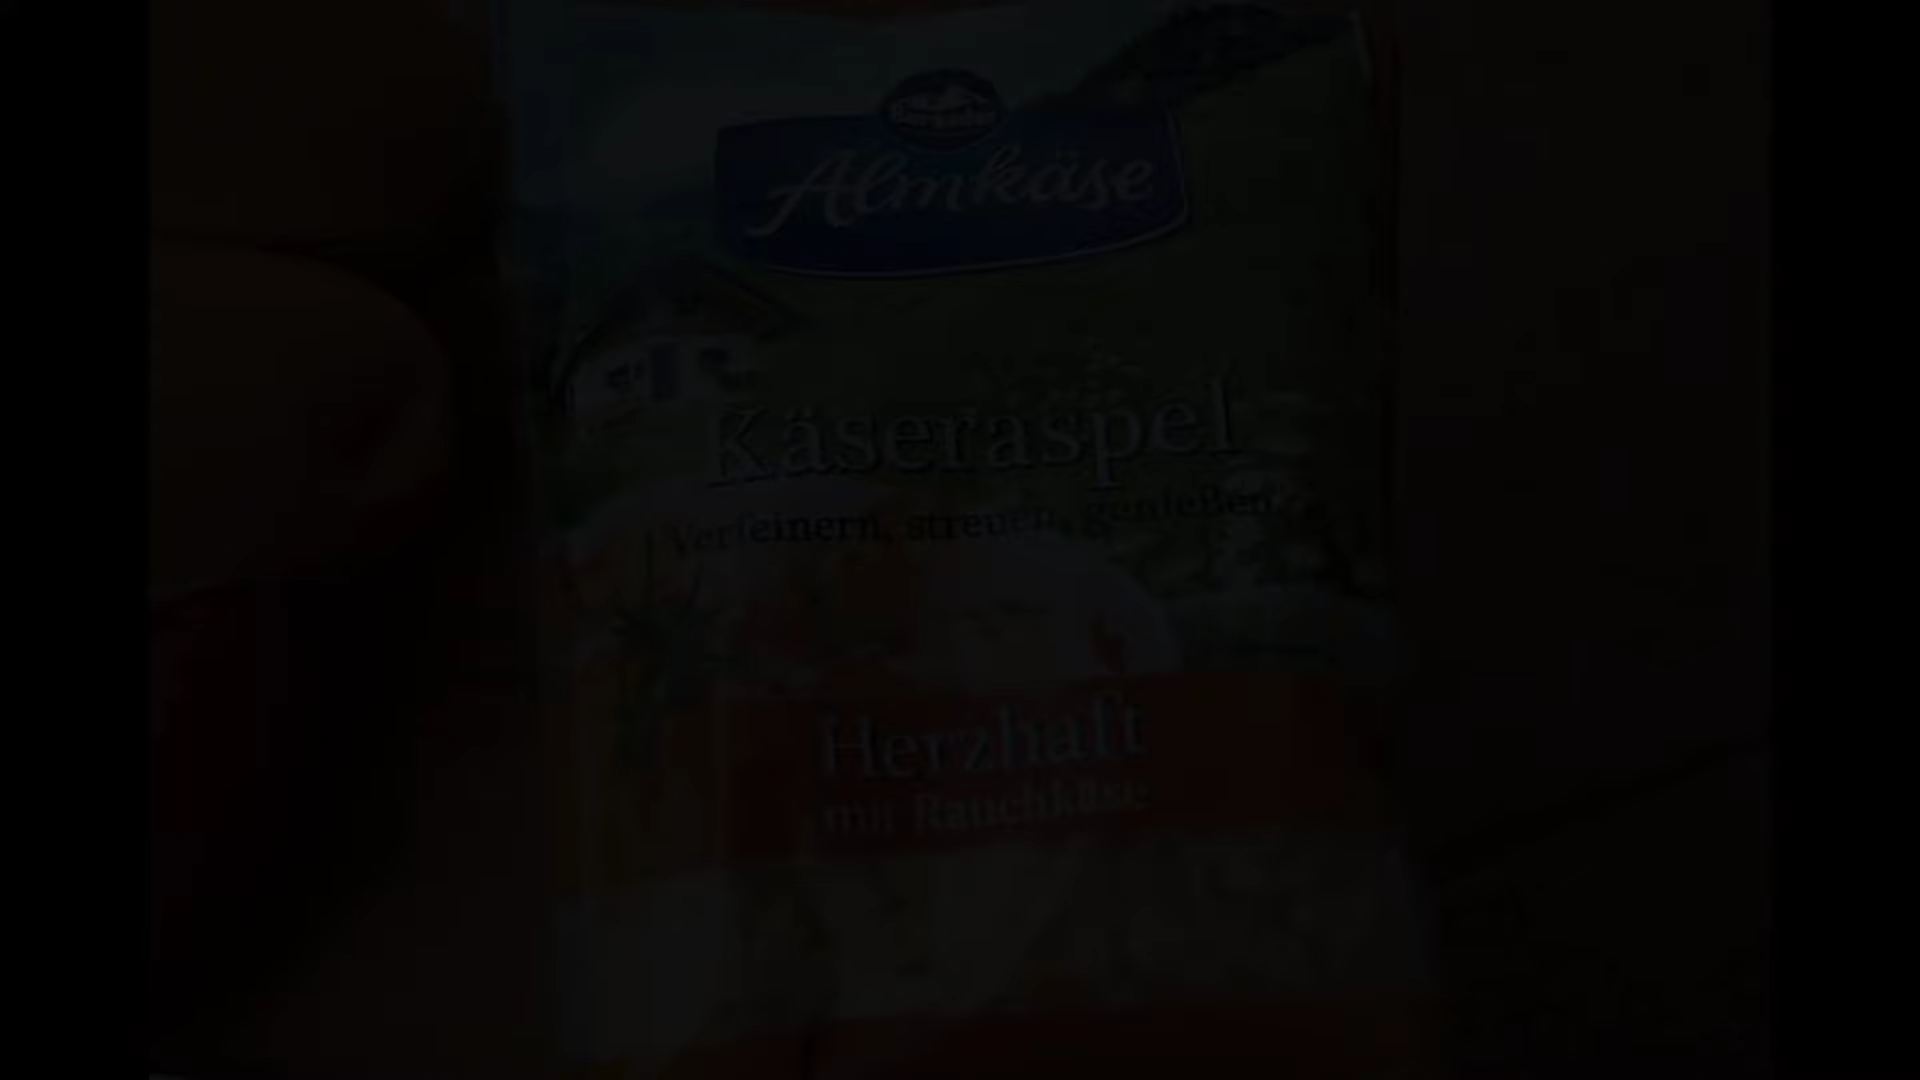 Almkäse
Käseraspel
Verfeinern, streuen, genießen
Herzhaft
mit Rauchkäse